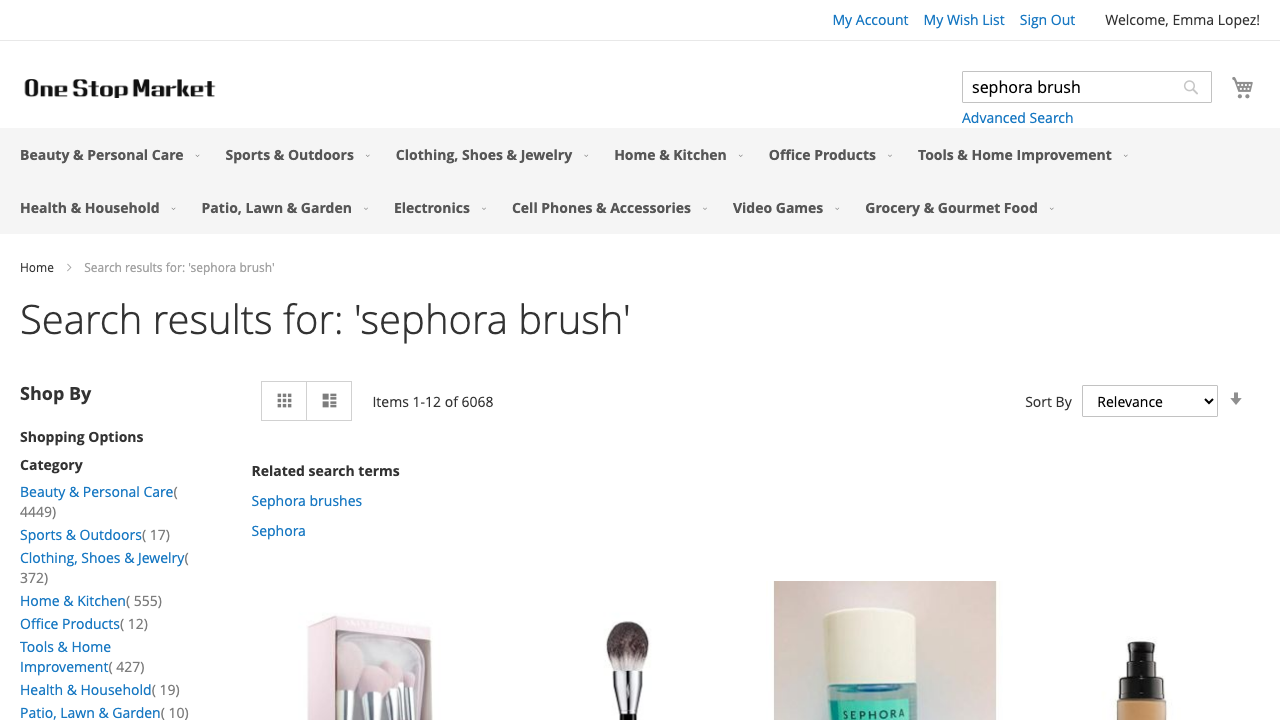 My Account My Wish List Sign Out Welcome, Emma Lopez!
One Stop Market
sephora brush
Advanced Search
Beauty & Personal Care Sports & Outdoors Clothing, Shoes & Jewelry Home & Kitchen Office Products Tools & Home Improvement
Health & Household Patio, Lawn & Garden Electronics Cell Phones & Accessories Video Games Grocery & Gourmet Food
Home Search results for: 'sephora brush'
Search results for: 'sephora brush'
Shop By
Items 1-12 of 6068
Sort By Relevance
Shopping Options
Category
Beauty & Personal Care( 4449)
Sports & Outdoors( 17)
Clothing, Shoes & Jewelry( 372)
Home & Kitchen( 555)
Office Products( 12)
Tools & Home
Improvement( 427)
Health & Household( 19)
Patio, Lawn & Garden( 10)
Related search terms
Sephora brushes
Sephora
SEPHORA